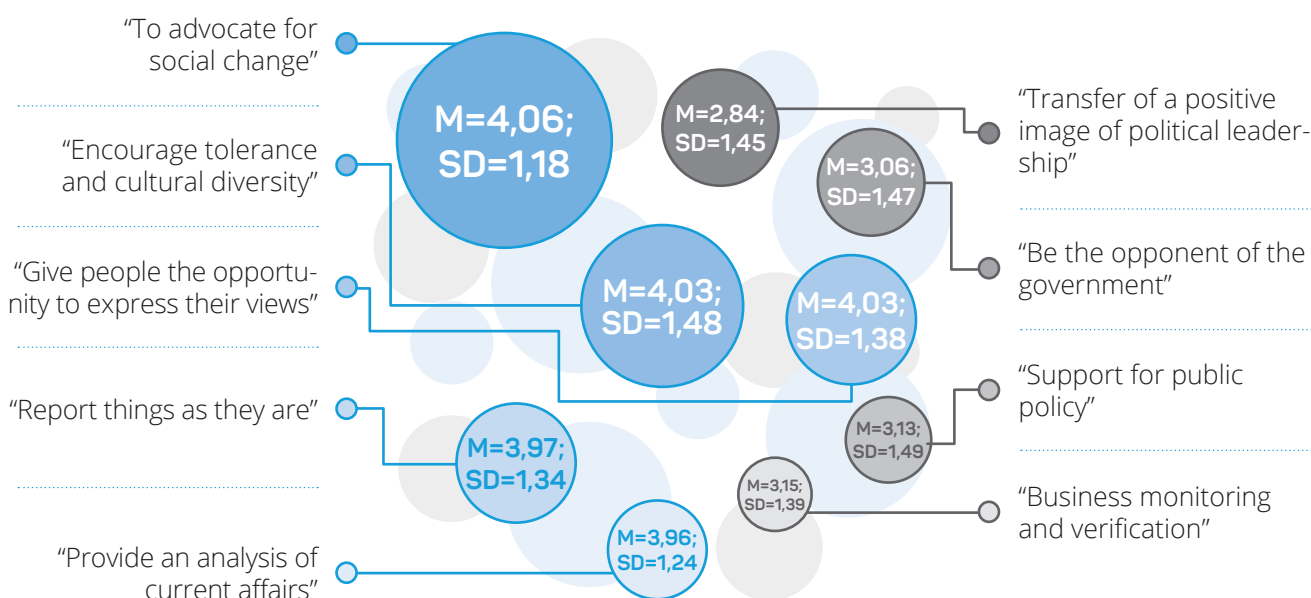 “To advocate for
social change”
“Encourage tolerance
and cultural diversity”
“Give people the opportu-
nity to express their views”
“Report things as they are”
“Provide an analysis of
current affairs”
M=4,06;
SD=1,18
M=4,03;
SD=1,48
M=4,03;
SD=1,38
M=3,97;
SD=1,34
M=3,96;
SD=1,24
M=2,84;
SD=1,45
M=3,06;
SD=1,47
M=3,13;
SD=1,49
M=3,15;
SD=1,39
“Transfer of a positive
image of political leader-
ship”
“Be the opponent of the
government”
“Support for public
policy”
“Business monitoring
and verification”